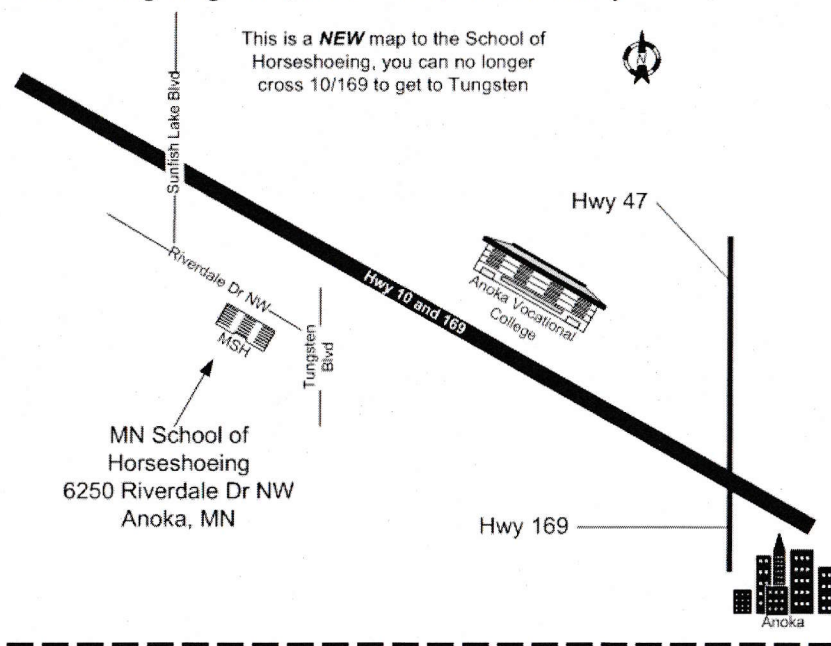 This is a NEW map to the School of
Horseshoeing, you can no longer
cross 10/169 to get to Tungsten
N
Sunfish Lake Blvd
Hwy 47
Riverdale Dr NW
Hwy 10 and 169
Anoka Vocational
College
MSH
Tungsten
Blvd
MN School of
Horseshoeing
6250 Riverdale Dr NW
Anoka, MN
Hwy 169
Anoka